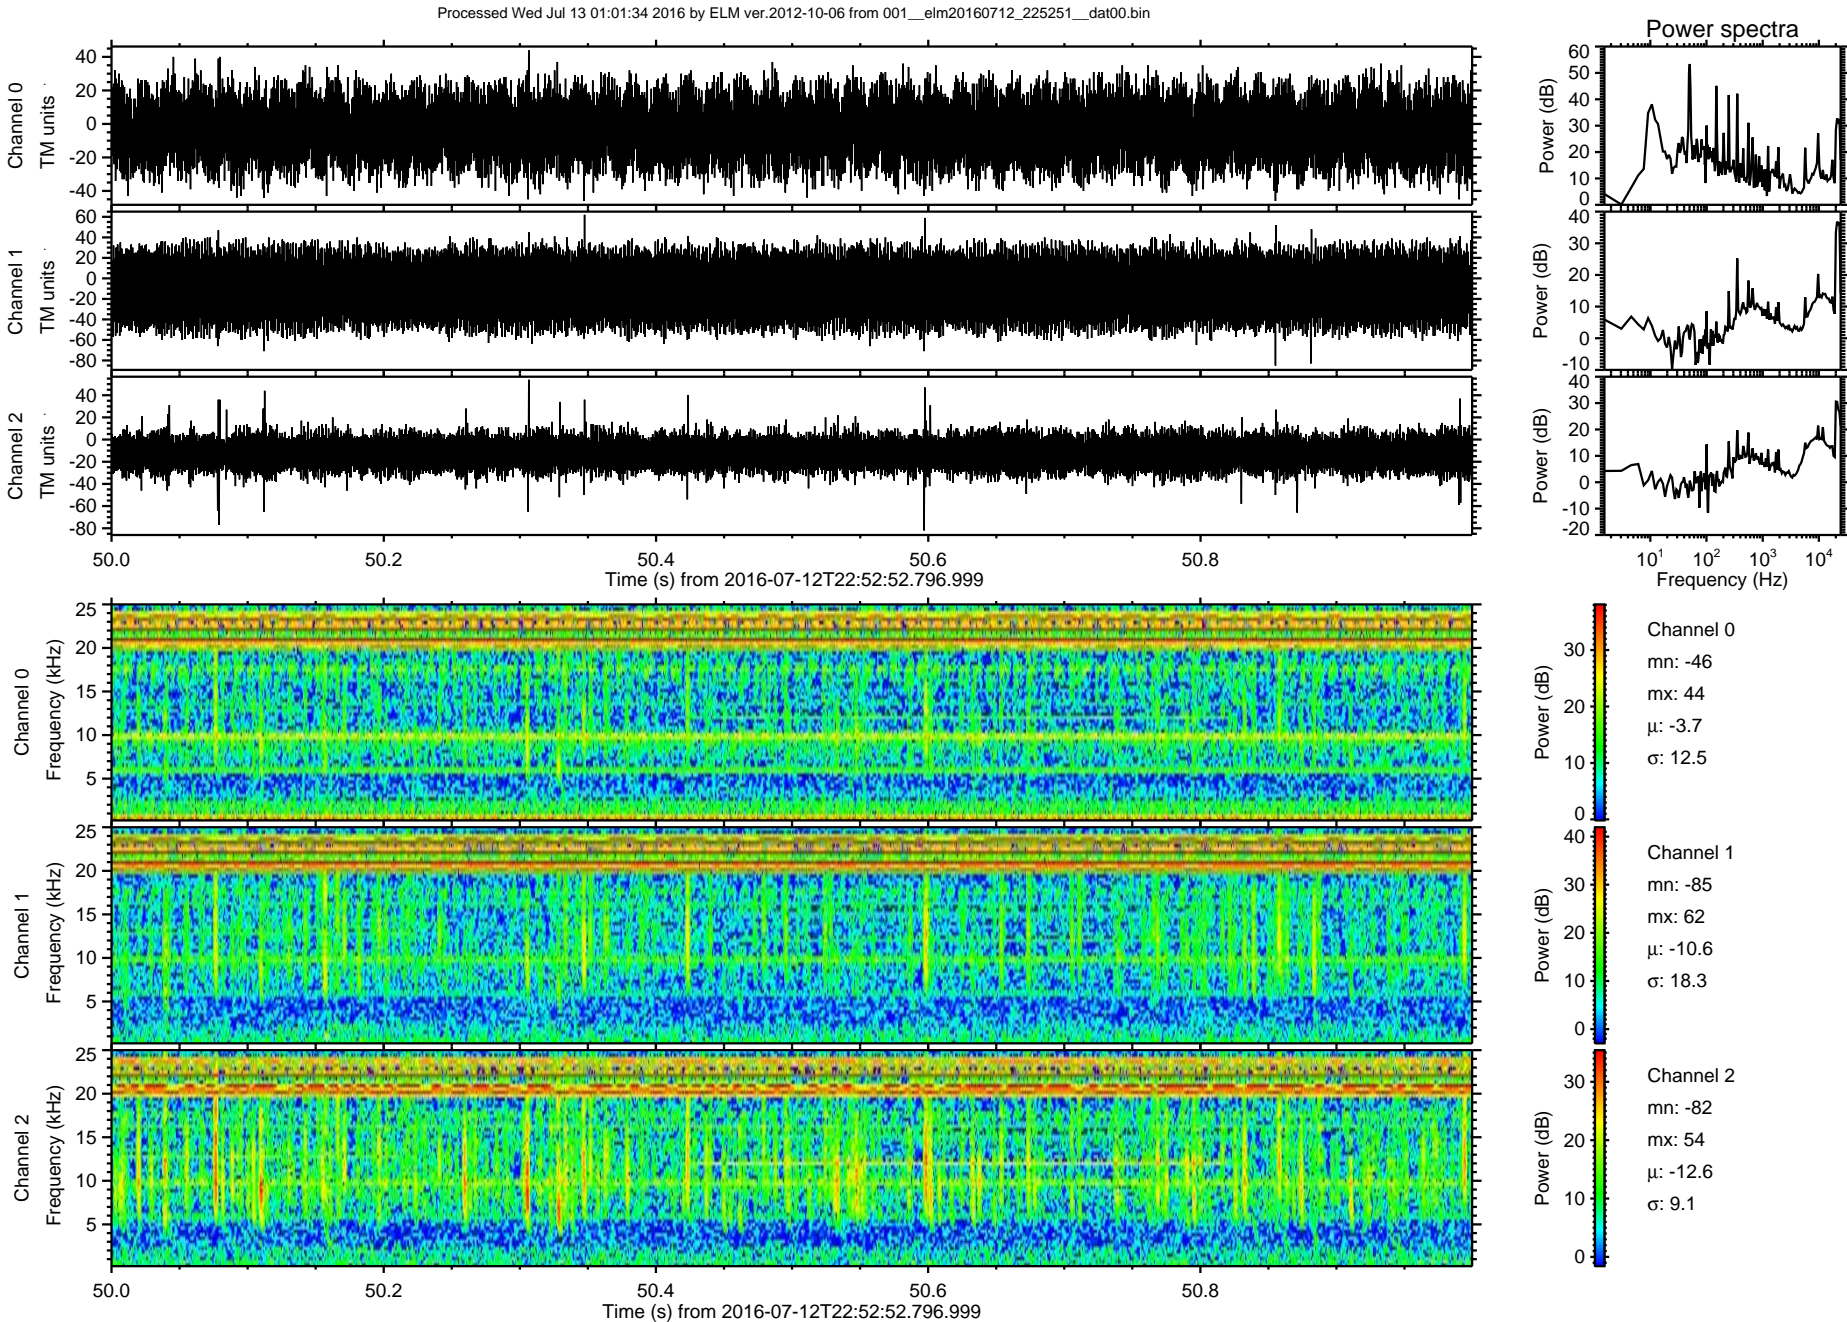 Processed Wed Jul 13 01:01:34 2016 by ELM ver.2012-10-06 from 001__elm20160712_225251__dat00.bin
Power spectra
Channel 0
TM units
40
20
0
-20
-40
Power (dB)
60
50
40
30
20
10
0
Channel 1
TM units
60
40
20
0
-20
-40
-60
-80
Power (dB)
40
30
20
10
0
-10
Channel 2
TM units
40
20
0
-20
-40
-60
-80
Power (dB)
40
30
20
10
0
-10
-20
50.0 50.2 50.4 50.6 50.8
Time (s) from 2016-07-12T22:52:52.796.999
10^1 10^2 10^3 10^4
Frequency (Hz)
Channel 0
Frequency (kHz)
25
20
15
10
5
Power (dB)
30
20
10
0
Channel 0
mn: -46
mx: 44
μ: -3.7
σ: 12.5
Channel 1
Frequency (kHz)
25
20
15
10
5
Power (dB)
40
30
20
10
0
Channel 1
mn: -85
mx: 62
μ: -10.6
σ: 18.3
Channel 2
Frequency (kHz)
25
20
15
10
5
Power (dB)
30
20
10
0
Channel 2
mn: -82
mx: 54
μ: -12.6
σ: 9.1
50.0 50.2 50.4 50.6 50.8
Time (s) from 2016-07-12T22:52:52.796.999